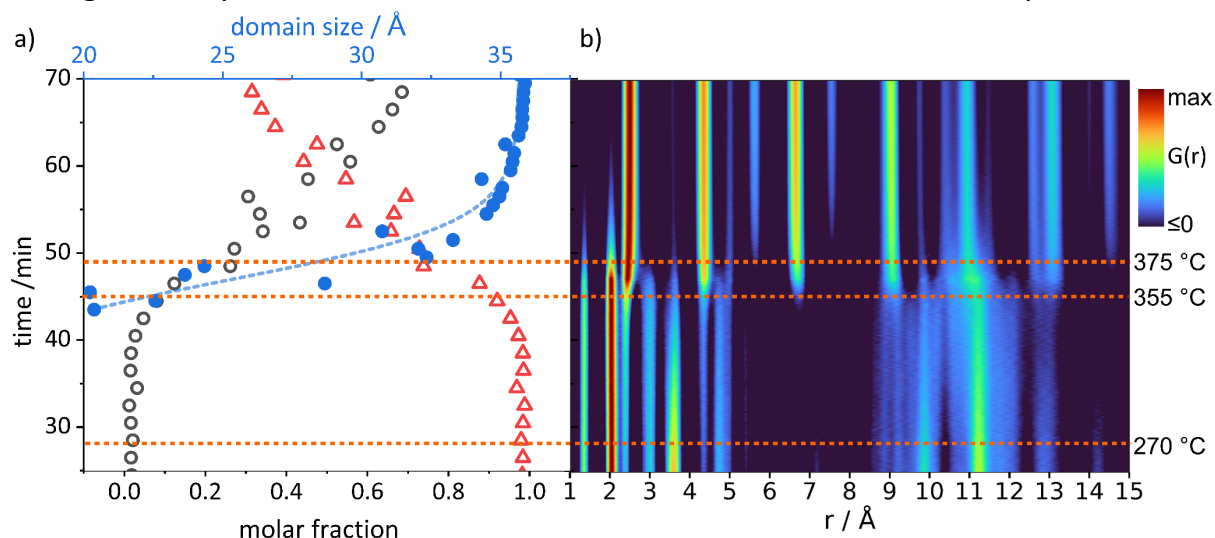 a)
domain size / Å
b)
20 25 30 35
70
60
50
40
30
time /min
0.0 0.2 0.4 0.6 0.8 1.0
molar fraction
max
G(r)
≤0
375 °C
355 °C
270 °C
1 2 3 4 5 6 7 8 9 10 11 12 13 14 15
r / Å